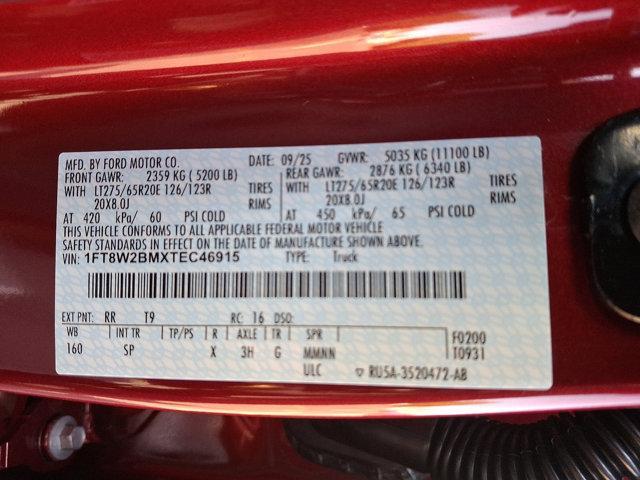 MFD. BY FORD MOTOR CO.
DATE: 09/25 GVWR: 5035 KG (11100 LB)
FRONT GAWR: 2359 KG ( 5200 LB) REAR GAWR: 2876 KG ( 6340 LB)
WITH LT275/65R20E 126/123R TIRES WITH LT275/65R20E 126/123R TIRES
20X8.0J RIMS 20X8.0J RIMS
AT 420 kPa/ 60 PSI COLD AT 450 kPa/ 65 PSI COLD
THIS VEHICLE CONFORMS TO ALL APPLICABLE FEDERAL MOTOR VEHICLE
SAFETY STANDARDS IN EFFECT ON THE DATE OF MANUFACTURE SHOWN ABOVE.
VIN: 1FT8W2BMXTEC46915 TYPE: Truck
EXT PNT: RR T9 RC: 16 DSO:
WB INT TR TP/PS R AXLE TR SPR F0200
160 SP X 3H G MMNN T0931
ULC RU5A-3520472-AB